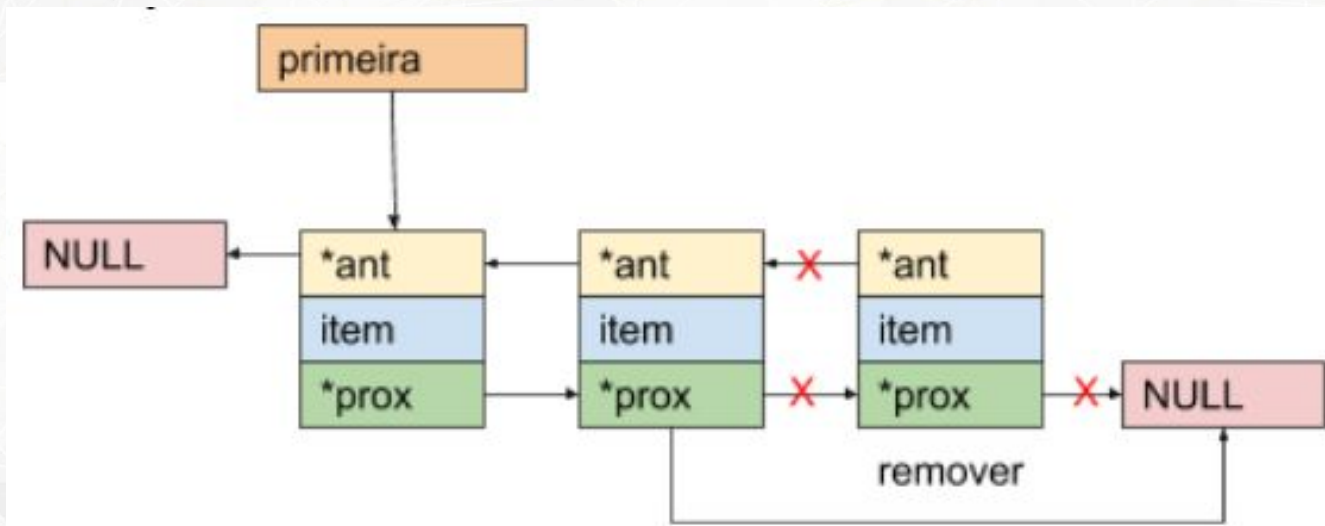 primeira
NULL
*ant
*ant
*ant
item
item
item
*prox
*prox
*prox
NULL
remover